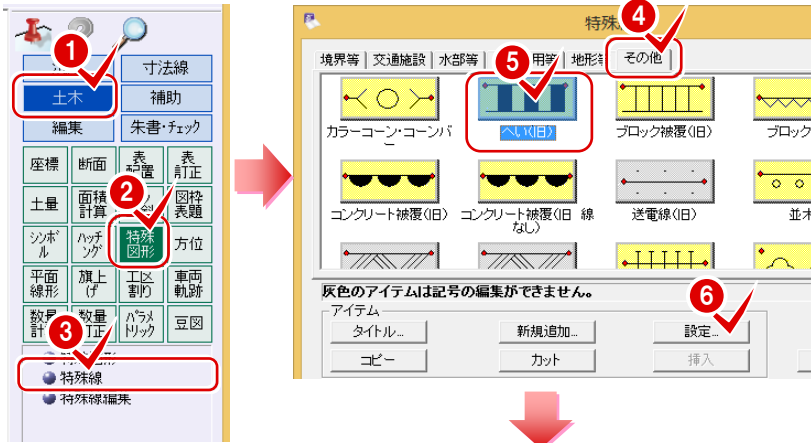 1
寸法線
土木
補助
編集
朱書・チェック
座標
断面
表配置
表訂正
土量
面積計算
図枠表題
シンボル
ハッチング
特殊図形
方位
平面線形
旗上げ
工区割り
車両軌跡
数量
パラメトリック
豆図
2
3
特殊線
特殊線編集
特殊
4
境界等
交通施設
水部等
用等
地形等
その他
5
カラーコーン・コーンバー
へい(旧)
ブロック被覆(旧)
ブロック
コンクリート被覆(旧)
コンクリート被覆(旧 線なし)
送電線(旧)
並木
灰色のアイテムは記号の編集ができません。
アイテム
6
タイトル...
新規追加...
設定...
コピー
カット
挿入